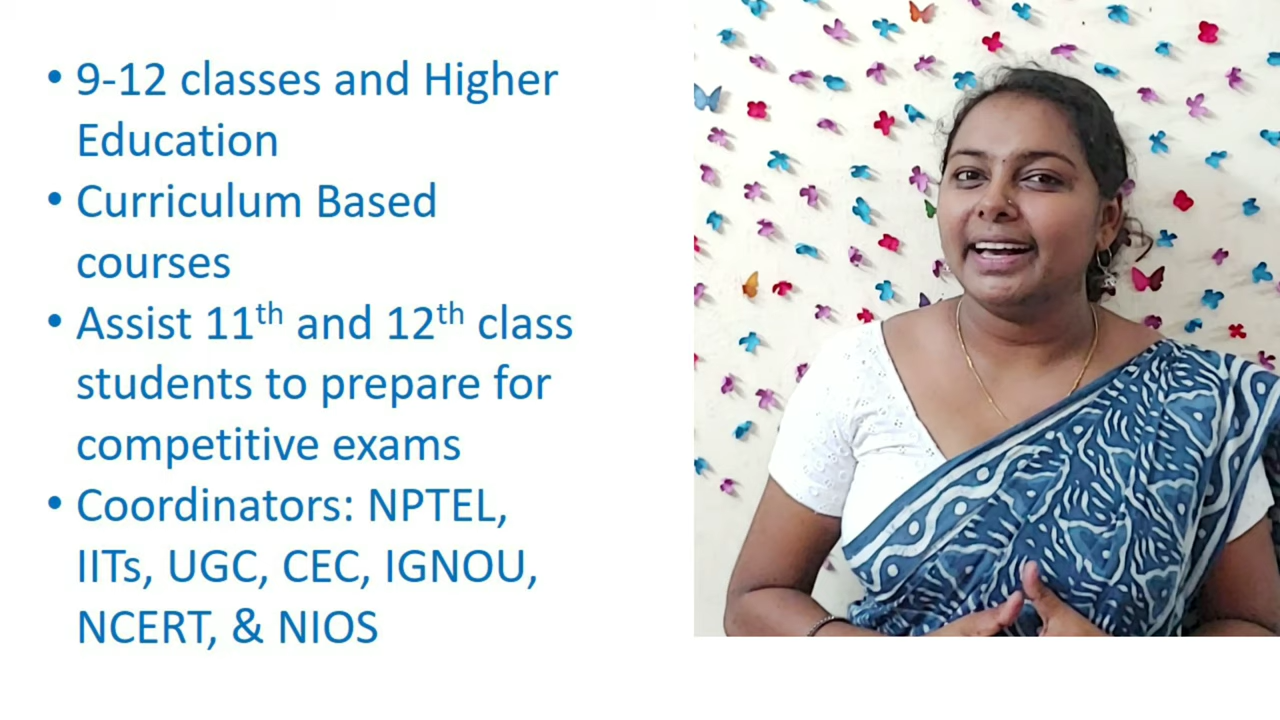 • 9-12 classes and Higher
Education
• Curriculum Based
courses
• Assist 11th and 12th class
students to prepare for
competitive exams
• Coordinators: NPTEL,
IITs, UGC, CEC, IGNOU,
NCERT, & NIOS